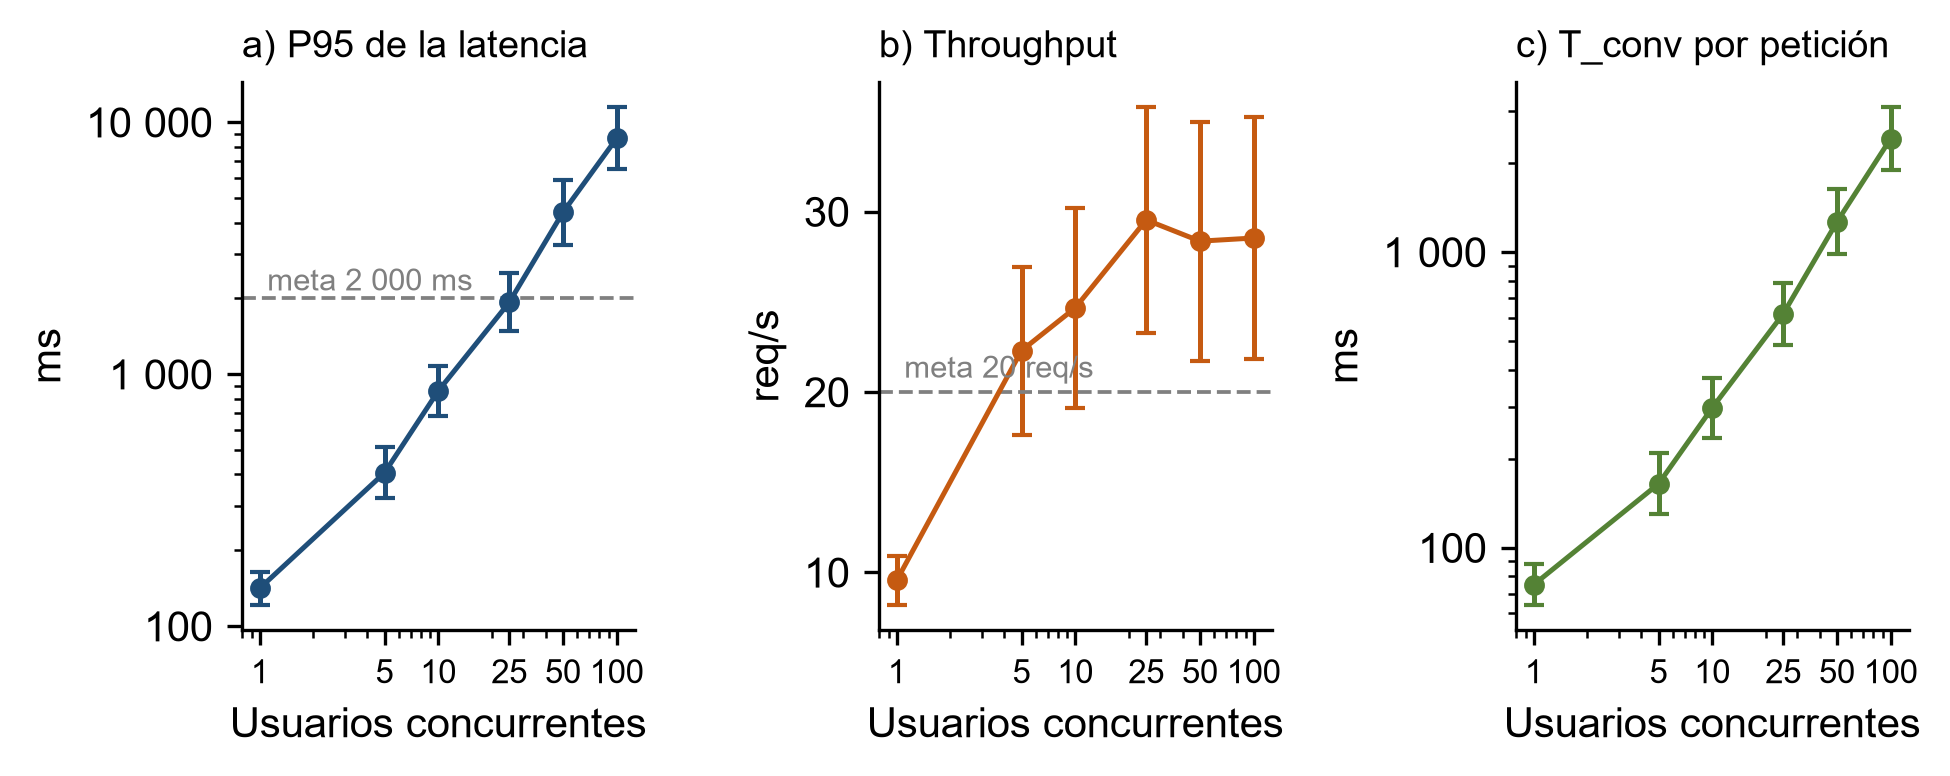 a) P95 de la latencia
10 000
1 000
100
ms
meta 2 000 ms
1 5 10 25 50 100
Usuarios concurrentes
b) Throughput
30
20
10
req/s
meta 20 req/s
1 5 10 25 50 100
Usuarios concurrentes
c) T_conv por petición
1 000
100
ms
1 5 10 25 50 100
Usuarios concurrentes